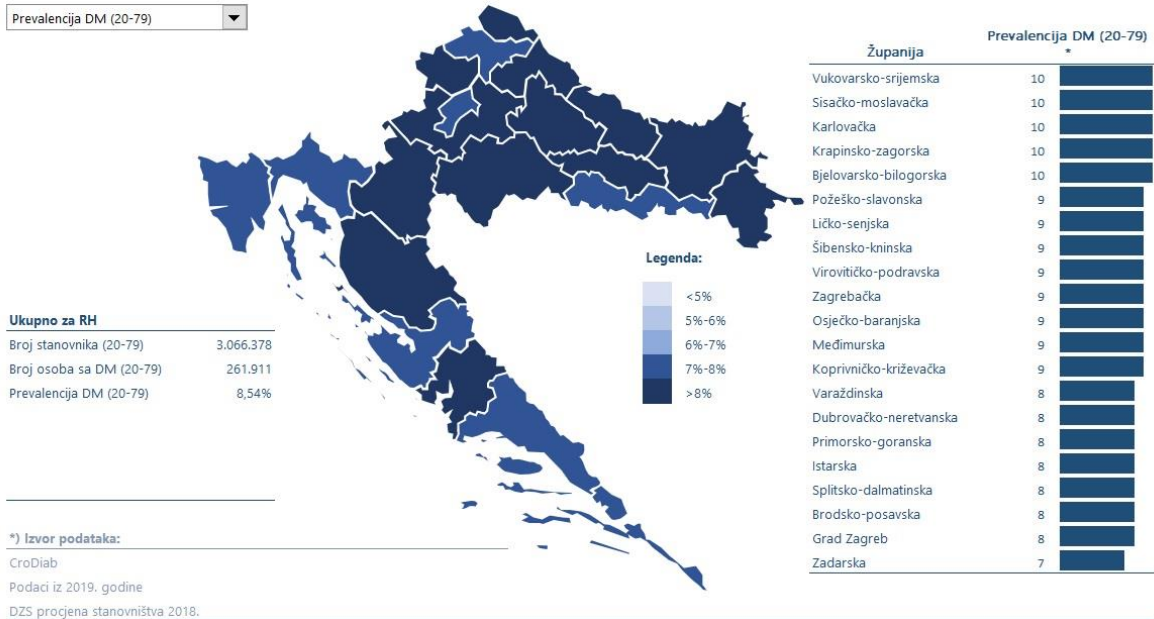 Prevalencija DM (20-79)
Prevalencija DM (20-79)
Županija *
Vukovarsko-srijemska 10
Sisačko-moslavačka 10
Karlovačka 10
Krapinsko-zagorska 10
Bjelovarsko-bilogorska 10
Požeško-slavonska 9
Ličko-senjska 9
Šibensko-kninska 9
Virovitičko-podravska 9
Zagrebačka 9
Osječko-baranjska 9
Međimurska 9
Koprivničko-križevačka 9
Varaždinska 8
Dubrovačko-neretvanska 8
Primorsko-goranska 8
Istarska 8
Splitsko-dalmatinska 8
Brodsko-posavska 8
Grad Zagreb 8
Zadarska 7
Legenda:
<5%
5%-6%
6%-7%
7%-8%
>8%
Ukupno za RH
Broj stanovnika (20-79) 3.066.378
Broj osoba sa DM (20-79) 261.911
Prevalencija DM (20-79) 8,54%
*) Izvor podataka:
CroDiab
Podaci iz 2019. godine
DZS procjena stanovništva 2018.